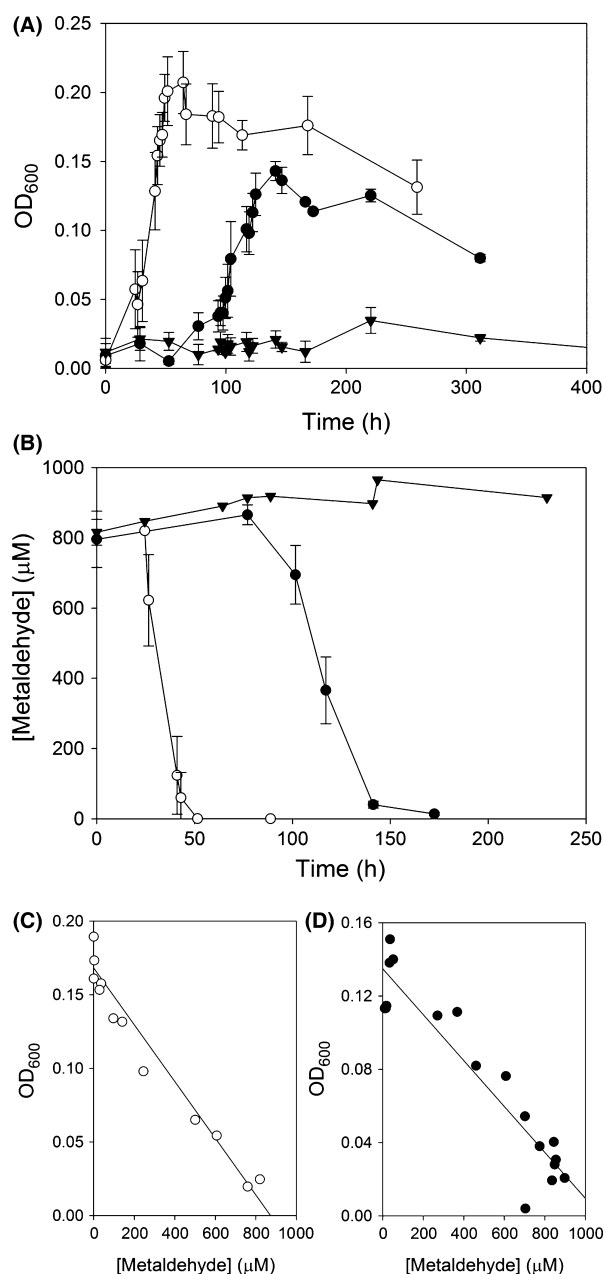 (A)
0.25
0.20
0.15
0.10
0.05
0.00
OD600
0 100 200 300 400
Time (h)
(B)
1000
800
600
400
200
0
[Metaldehyde] (μM)
0 50 100 150 200 250
Time (h)
(C)
0.20
0.15
0.10
0.05
0.00
OD600
0 200 400 600 800 1000
[Metaldehyde] (μM)
(D)
0.16
0.12
0.08
0.04
0.00
OD600
0 200 400 600 800 1000
[Metaldehyde] (μM)